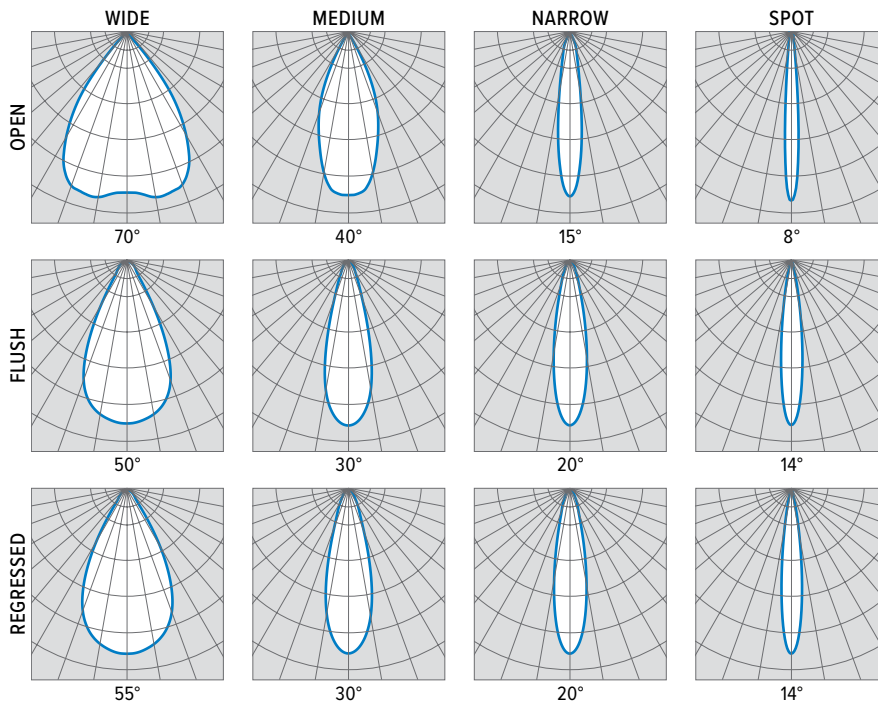 WIDE MEDIUM NARROW SPOT
OPEN
70° 40° 15° 8°
FLUSH
50° 30° 20° 14°
REGRESSED
55° 30° 20° 14°